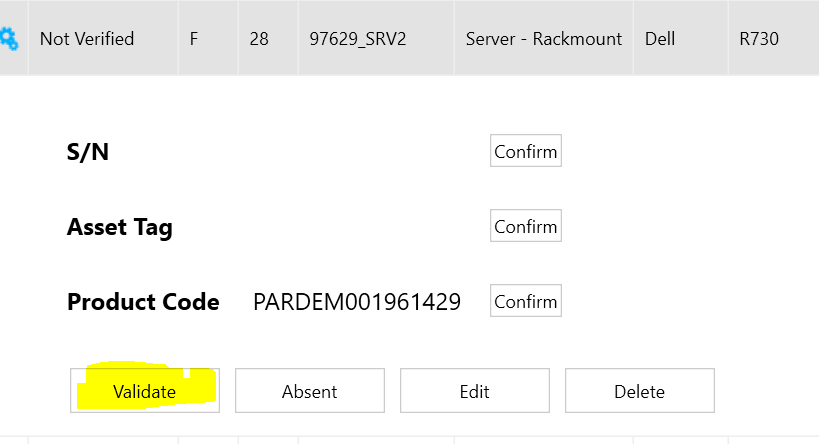 Not Verified F 28 97629_SRV2 Server - Rackmount Dell R730
S/N Confirm
Asset Tag Confirm
Product Code PARDEM001961429 Confirm
Validate Absent Edit Delete